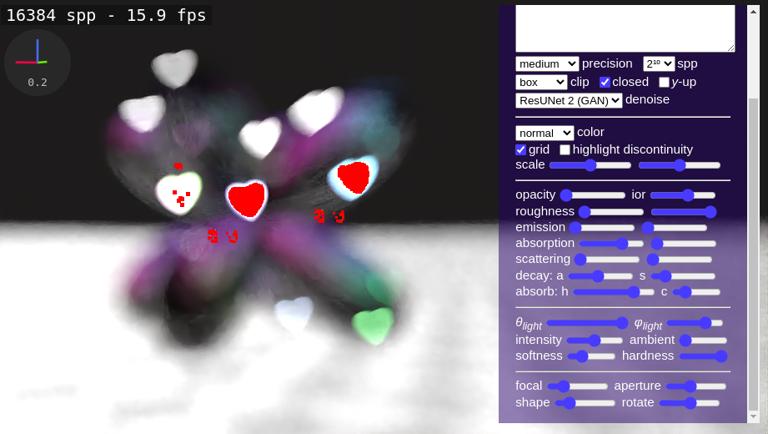 16384 spp - 15.9 fps
0.2
medium precision 2¹⁰ spp
box clip closed y-up
ResUNet 2 (GAN) denoise
normal color
grid highlight discontinuity
scale
opacity ior
roughness
emission
absorption
scattering
decay: a s
absorb: h c
θlight φlight
intensity ambient
softness hardness
focal aperture
shape rotate